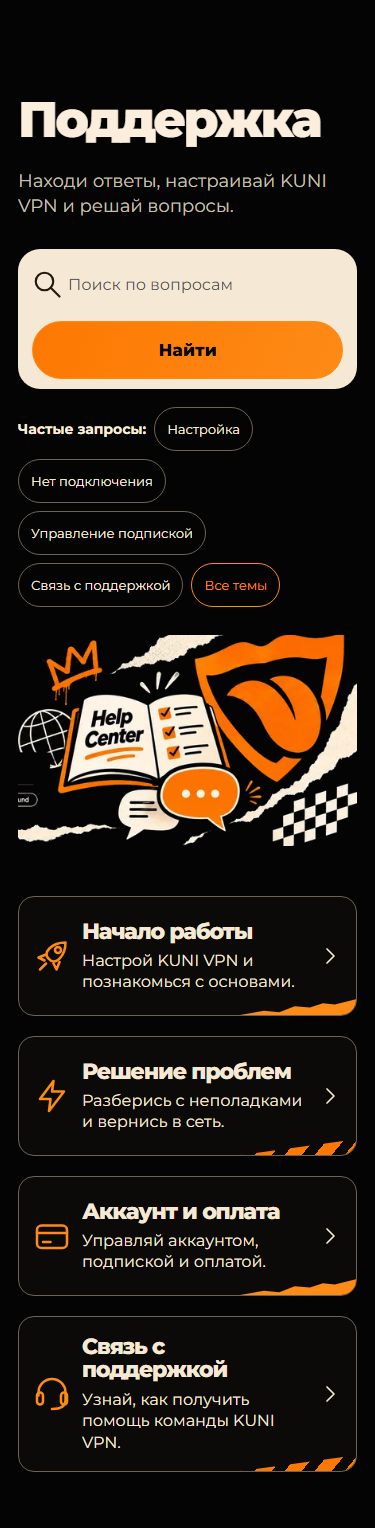 Поддержка
Находи ответы, настраивай KUNI
VPN и решай вопросы.
Поиск по вопросам
Найти
Частые запросы: Настройка
Нет подключения
Управление подпиской
Связь с поддержкой Все темы
Help
Center
und
Начало работы
Настрой KUNI VPN и
познакомься с основами.
Решение проблем
Разберись с неполадками
и вернись в сеть.
Аккаунт и оплата
Управляй аккаунтом,
подпиской и оплатой.
Связь с
поддержкой
Узнай, как получить
помощь команды KUNI
VPN.